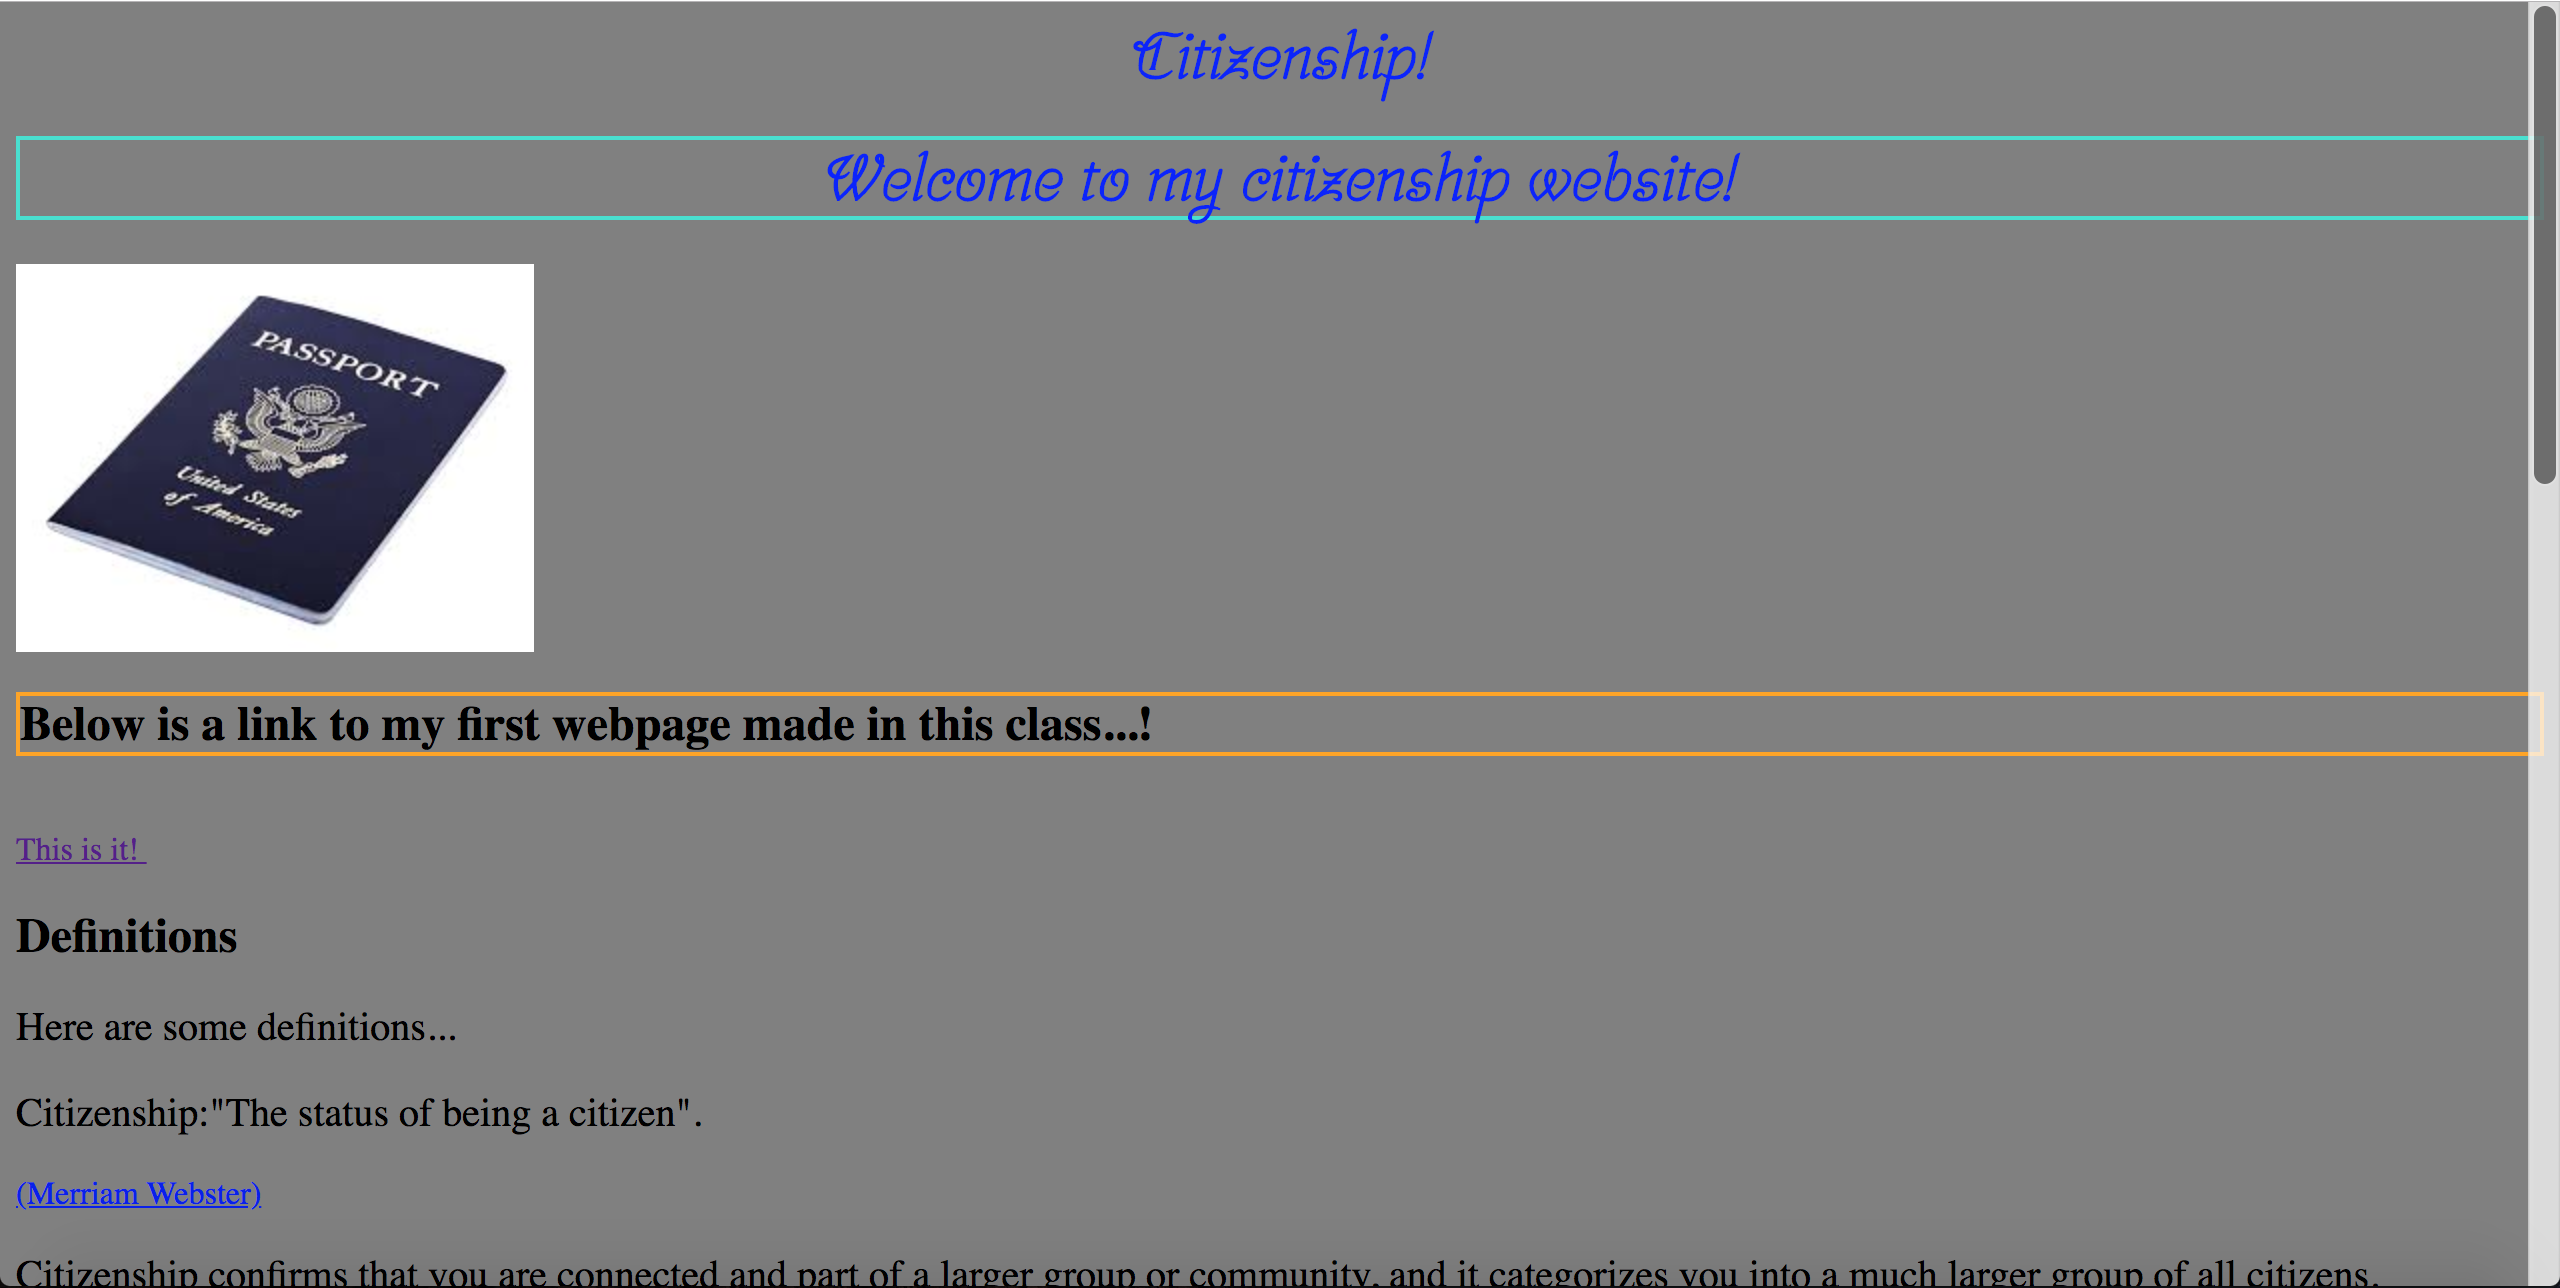 Citizenship!
Welcome to my citizenship website!
PASSPORT
United States
of America
Below is a link to my first webpage made in this class...!
This is it!
Definitions
Here are some definitions...
Citizenship:"The status of being a citizen".
(Merriam Webster)
Citizenship confirms that you are connected and part of a larger group or community, and it categorizes you into a much larger group of all citizens.